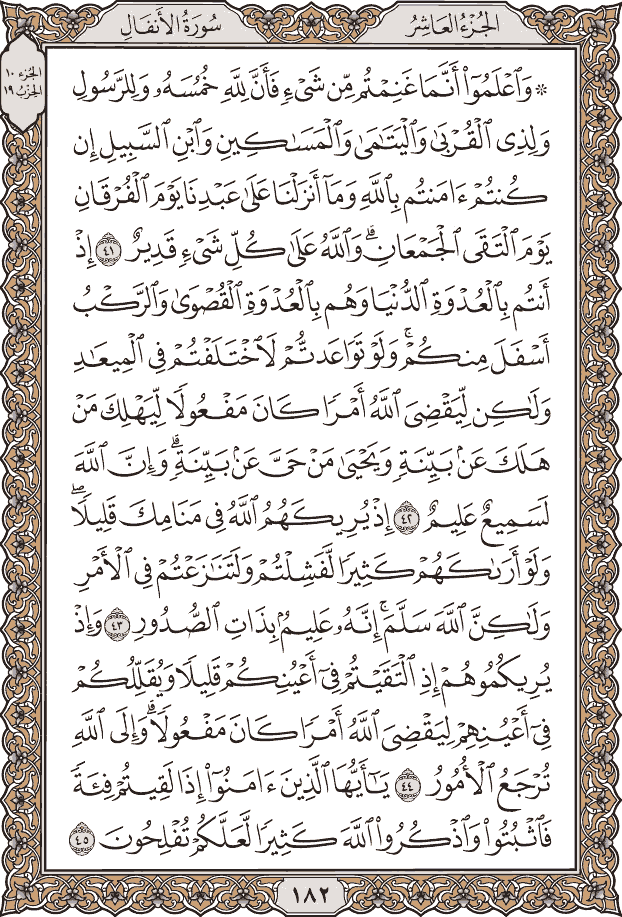 الجُزْءُ العَاشِرُ
سُورَةُ الأَنفَالِ
الجُزء ١٠
الحِزب ١٩
۞ وَٱعۡلَمُوٓاْ أَنَّمَا غَنِمۡتُم مِّن شَيۡءٖ فَأَنَّ لِلَّهِ خُمُسَهُۥ وَلِلرَّسُولِ
وَلِذِي ٱلۡقُرۡبَىٰ وَٱلۡيَتَٰمَىٰ وَٱلۡمَسَٰكِينِ وَٱبۡنِ ٱلسَّبِيلِ إِن
كُنتُمۡ ءَامَنتُم بِٱللَّهِ وَمَآ أَنزَلۡنَا عَلَىٰ عَبۡدِنَا يَوۡمَ ٱلۡفُرۡقَانِ
يَوۡمَ ٱلۡتَقَى ٱلۡجَمۡعَانِۗ وَٱللَّهُ عَلَىٰ كُلِّ شَيۡءٖ قَدِيرٌ ٤١ إِذۡ
أَنتُم بِٱلۡعُدۡوَةِ ٱلدُّنۡيَا وَهُم بِٱلۡعُدۡوَةِ ٱلۡقُصۡوَىٰ وَٱلرَّكۡبُ
أَسۡفَلَ مِنكُمۡۚ وَلَوۡ تَوَاعَدتُّمۡ لَٱخۡتَلَفۡتُمۡ فِي ٱلۡمِيعَٰدِ
وَلَٰكِن لِّيَقۡضِيَ ٱللَّهُ أَمۡرٗا كَانَ مَفۡعُولٗا لِّيَهۡلِكَ مَنۡ
هَلَكَ عَنۢ بَيِّنَةٖ وَيَحۡيَىٰ مَنۡ حَيَّ عَنۢ بَيِّنَةٖۗ وَإِنَّ ٱللَّهَ
لَسَمِيعٌ عَلِيمٌ ٤٢ إِذۡ يُرِيكَهُمُ ٱللَّهُ فِي مَنَامِكَ قَلِيلٗاۖ
وَلَوۡ أَرَىٰكَهُمۡ كَثِيرٗا لَّفَشِلۡتُمۡ وَلَتَنَٰزَعۡتُمۡ فِي ٱلۡأَمۡرِ
وَلَٰكِنَّ ٱللَّهَ سَلَّمَۚ إِنَّهُۥ عَلِيمُۢ بِذَاتِ ٱلصُّدُورِ ٤٣ وَإِذۡ
يُرِيكُمُوهُمۡ إِذِ ٱلۡتَقَيۡتُمۡ فِيٓ أَعۡيُنِكُمۡ قَلِيلٗا وَيُقَلِّلُكُمۡ
فِيٓ أَعۡيُنِهِمۡ لِيَقۡضِيَ ٱللَّهُ أَمۡرٗا كَانَ مَفۡعُولٗاۗ وَإِلَى ٱللَّهِ
تُرۡجَعُ ٱلۡأُمُورُ ٤٤ يَٰٓأَيُّهَا ٱلَّذِينَ ءَامَنُوٓاْ إِذَا لَقِيتُمۡ فِئَةٗ
فَٱثۡبُتُواْ وَٱذۡكُرُواْ ٱللَّهَ كَثِيرٗا لَّعَلَّكُمۡ تُفۡلِحُونَ ٤٥
١٨٢